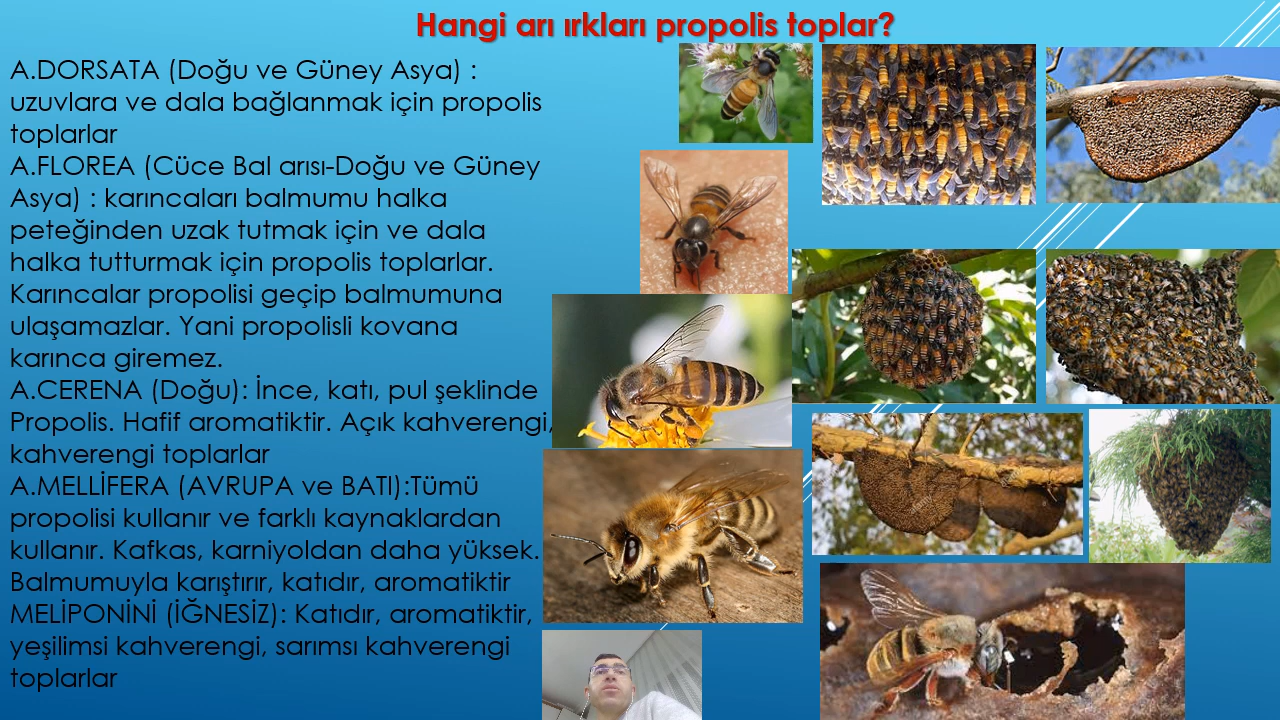 Hangi arı ırkları propolis toplar?
A.DORSATA (Doğu ve Güney Asya) :
uzuvlara ve dala bağlanmak için propolis
toplarlar
A.FLOREA (Cüce Bal arısı-Doğu ve Güney
Asya) : karıncaları balmumu halka
peteğinden uzak tutmak için ve dala
halka tutturmak için propolis toplarlar.
Karıncalar propolisi geçip balmumuna
ulaşamazlar. Yani propolisli kovana
karınca giremez.
A.CERENA (Doğu): İnce, katı, pul şeklinde
Propolis. Hafif aromatiktir. Açık kahverengi,
kahverengi toplarlar
A.MELLİFERA (AVRUPA ve BATI):Tümü
propolisi kullanır ve farklı kaynaklardan
kullanır. Kafkas, karniyoldan daha yüksek.
Balmumuyla karıştırır, katıdır, aromatiktir
MELİPONİNİ (İĞNESİZ): Katıdır, aromatiktir,
yeşilimsi kahverengi, sarımsı kahverengi
toplarlar